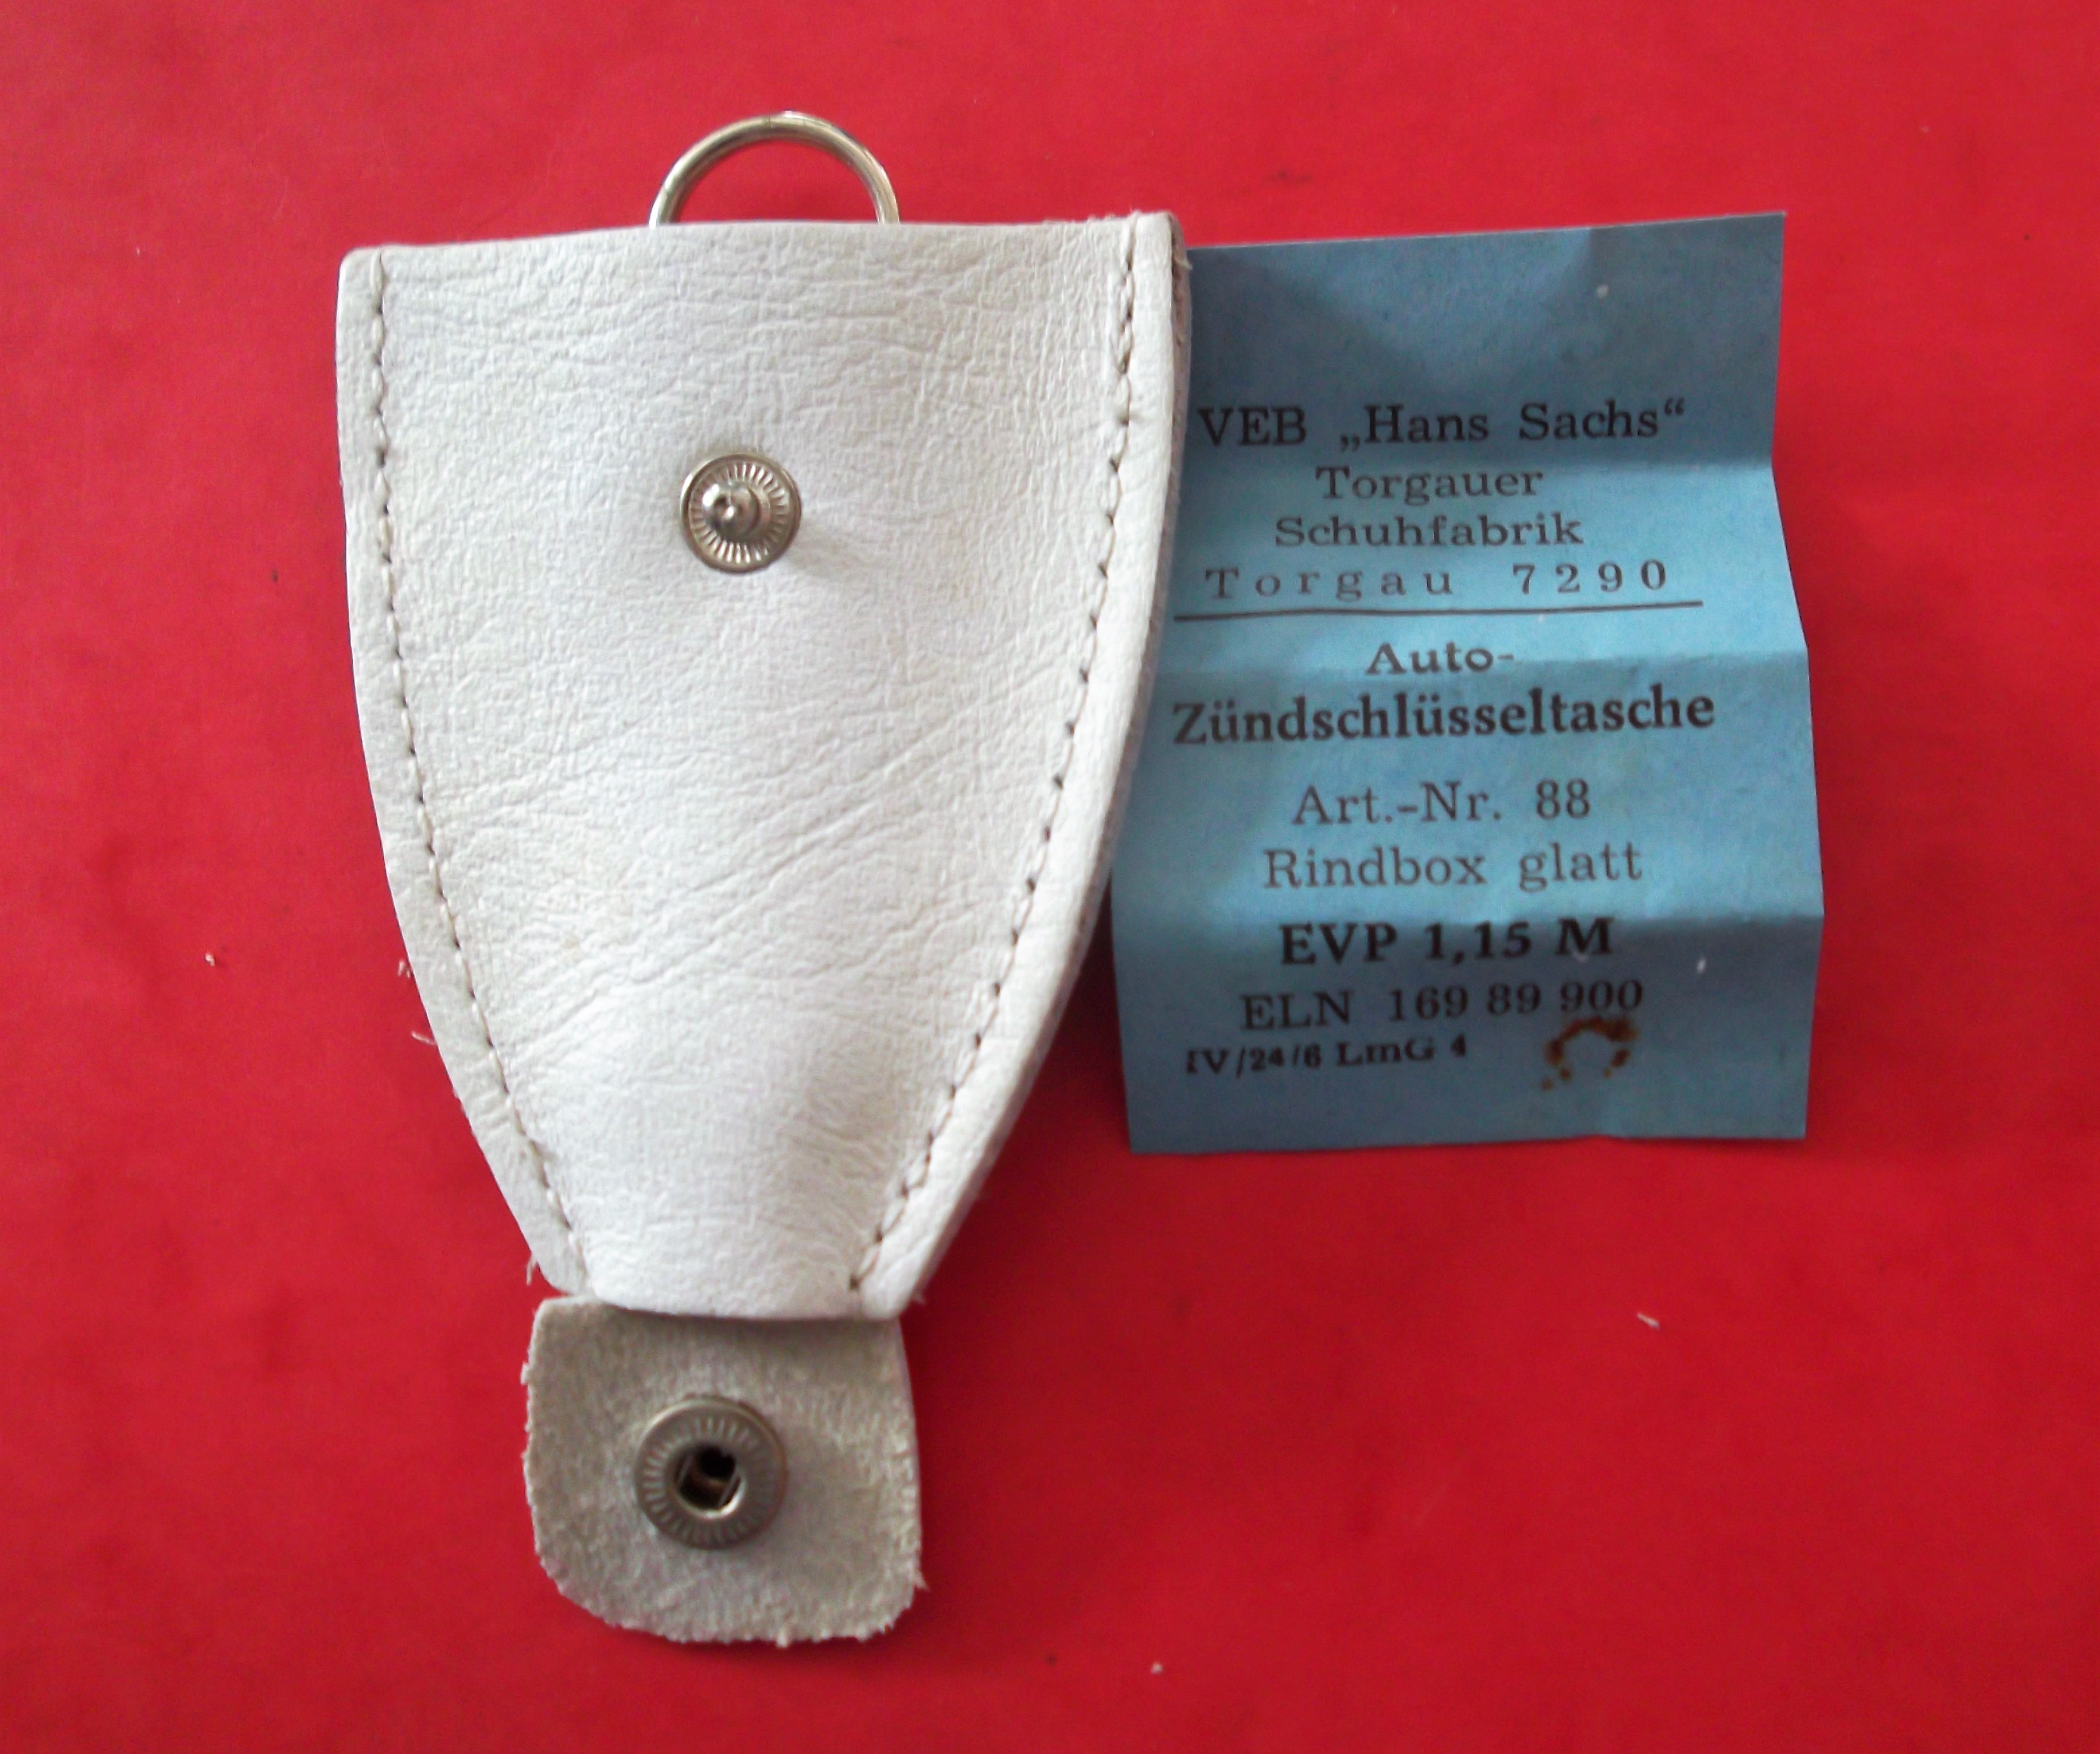 VEB „Hans Sachs“
Torgauer
Schuhfabrik
Torgau 7290
Auto-
Zündschlüsseltasche
Art.-Nr. 88
Rindbox glatt
EVP 1,15 M
ELN 169 89 900
IV/24/6 LmG 4